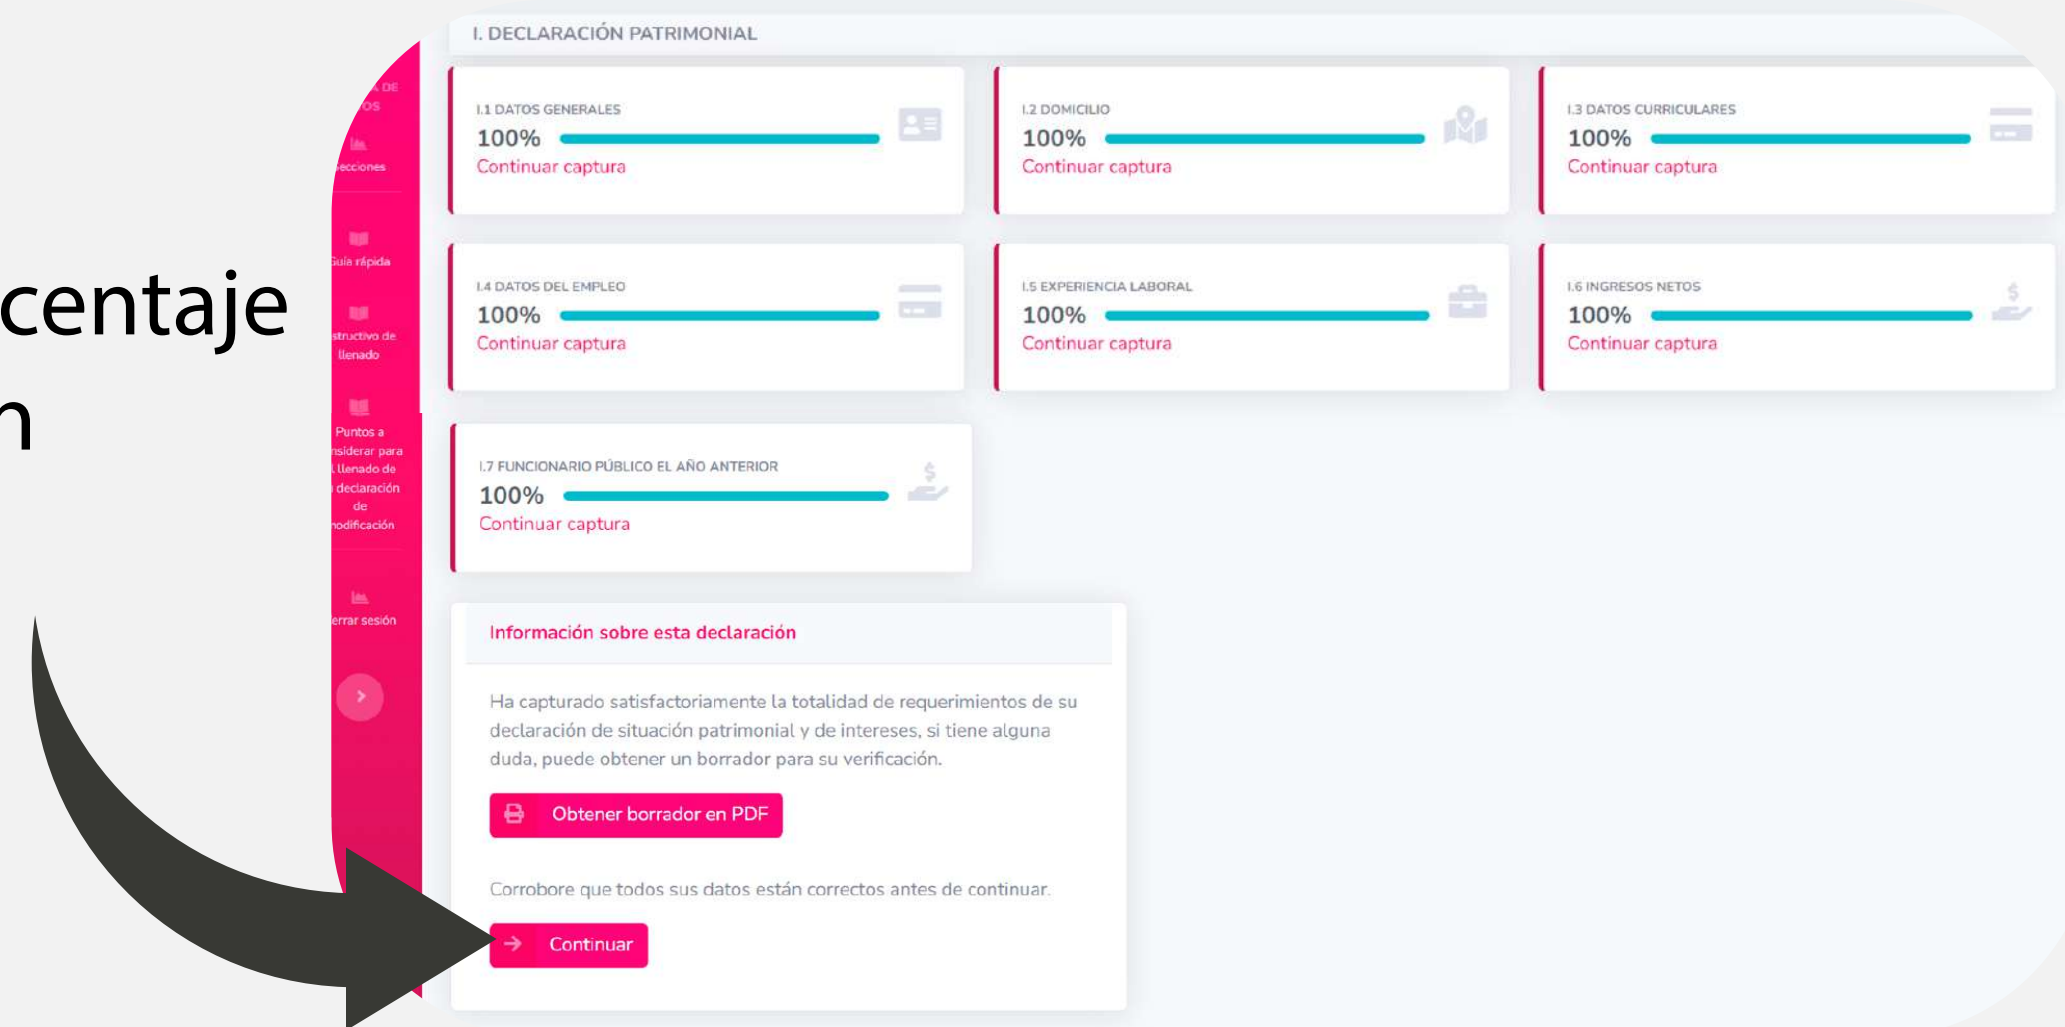 I. DECLARACIÓN PATRIMONIAL
I.1 DATOS GENERALES
100%
Continuar captura
I.2 DOMICILIO
100%
Continuar captura
I.3 DATOS CURRICULARES
100%
Continuar captura
I.4 DATOS DEL EMPLEO
100%
Continuar captura
I.5 EXPERIENCIA LABORAL
100%
Continuar captura
I.6 INGRESOS NETOS
100%
Continuar captura
I.7 FUNCIONARIO PÚBLICO EL AÑO ANTERIOR
100%
Continuar captura
centaje
n
DE
OS
ecciones
uía rápida
structivo de
llenado
Puntos a
nsiderar para
llenado de
declaración
de
odificación
errar sesión
Información sobre esta declaración
Ha capturado satisfactoriamente la totalidad de requerimientos de su
declaración de situación patrimonial y de intereses, si tiene alguna
duda, puede obtener un borrador para su verificación.
Obtener borrador en PDF
Corrobore que todos sus datos están correctos antes de continuar.
Continuar